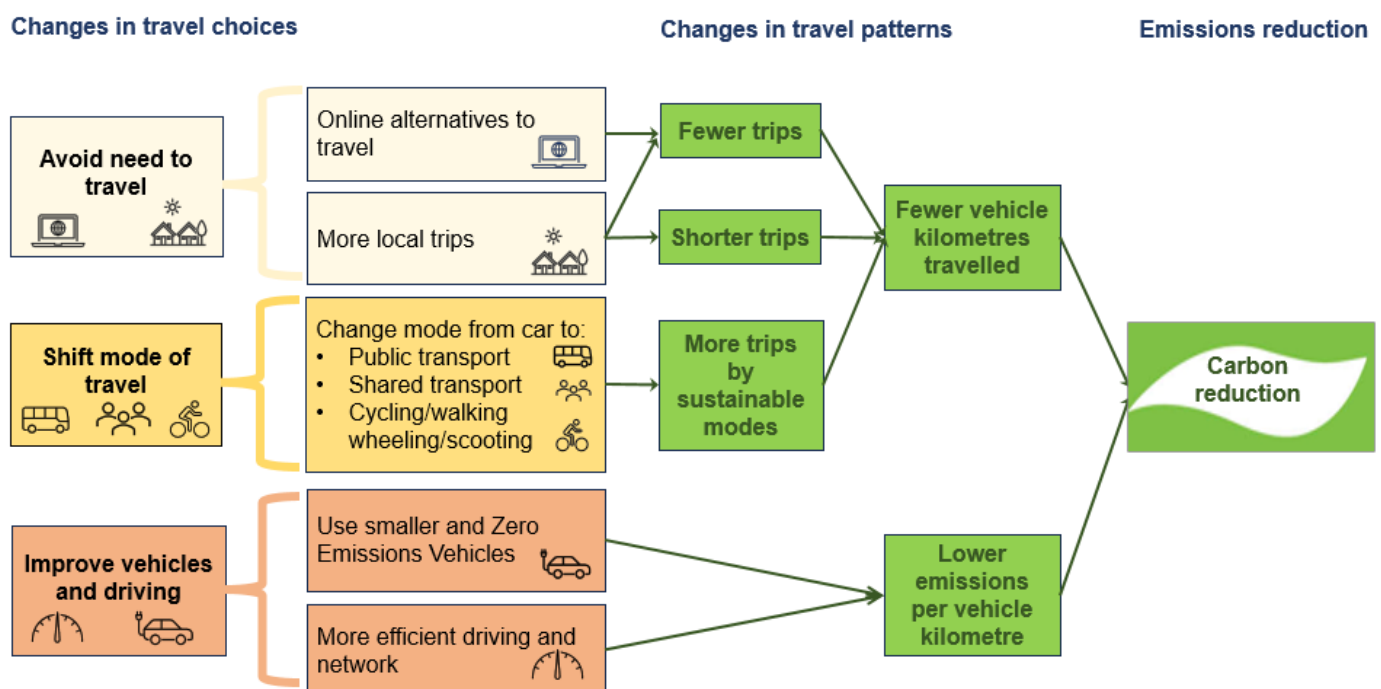 Changes in travel choices
Changes in travel patterns
Emissions reduction
Avoid need to
travel
Online alternatives to
travel
More local trips
Fewer trips
Shorter trips
Fewer vehicle
kilometres
travelled
Shift mode of
travel
Change mode from car to:
• Public transport
• Shared transport
• Cycling/walking
wheeling/scooting
More trips
by
sustainable
modes
Carbon
reduction
Improve vehicles
and driving
Use smaller and Zero
Emissions Vehicles
More efficient driving and
network
Lower
emissions
per vehicle
kilometre